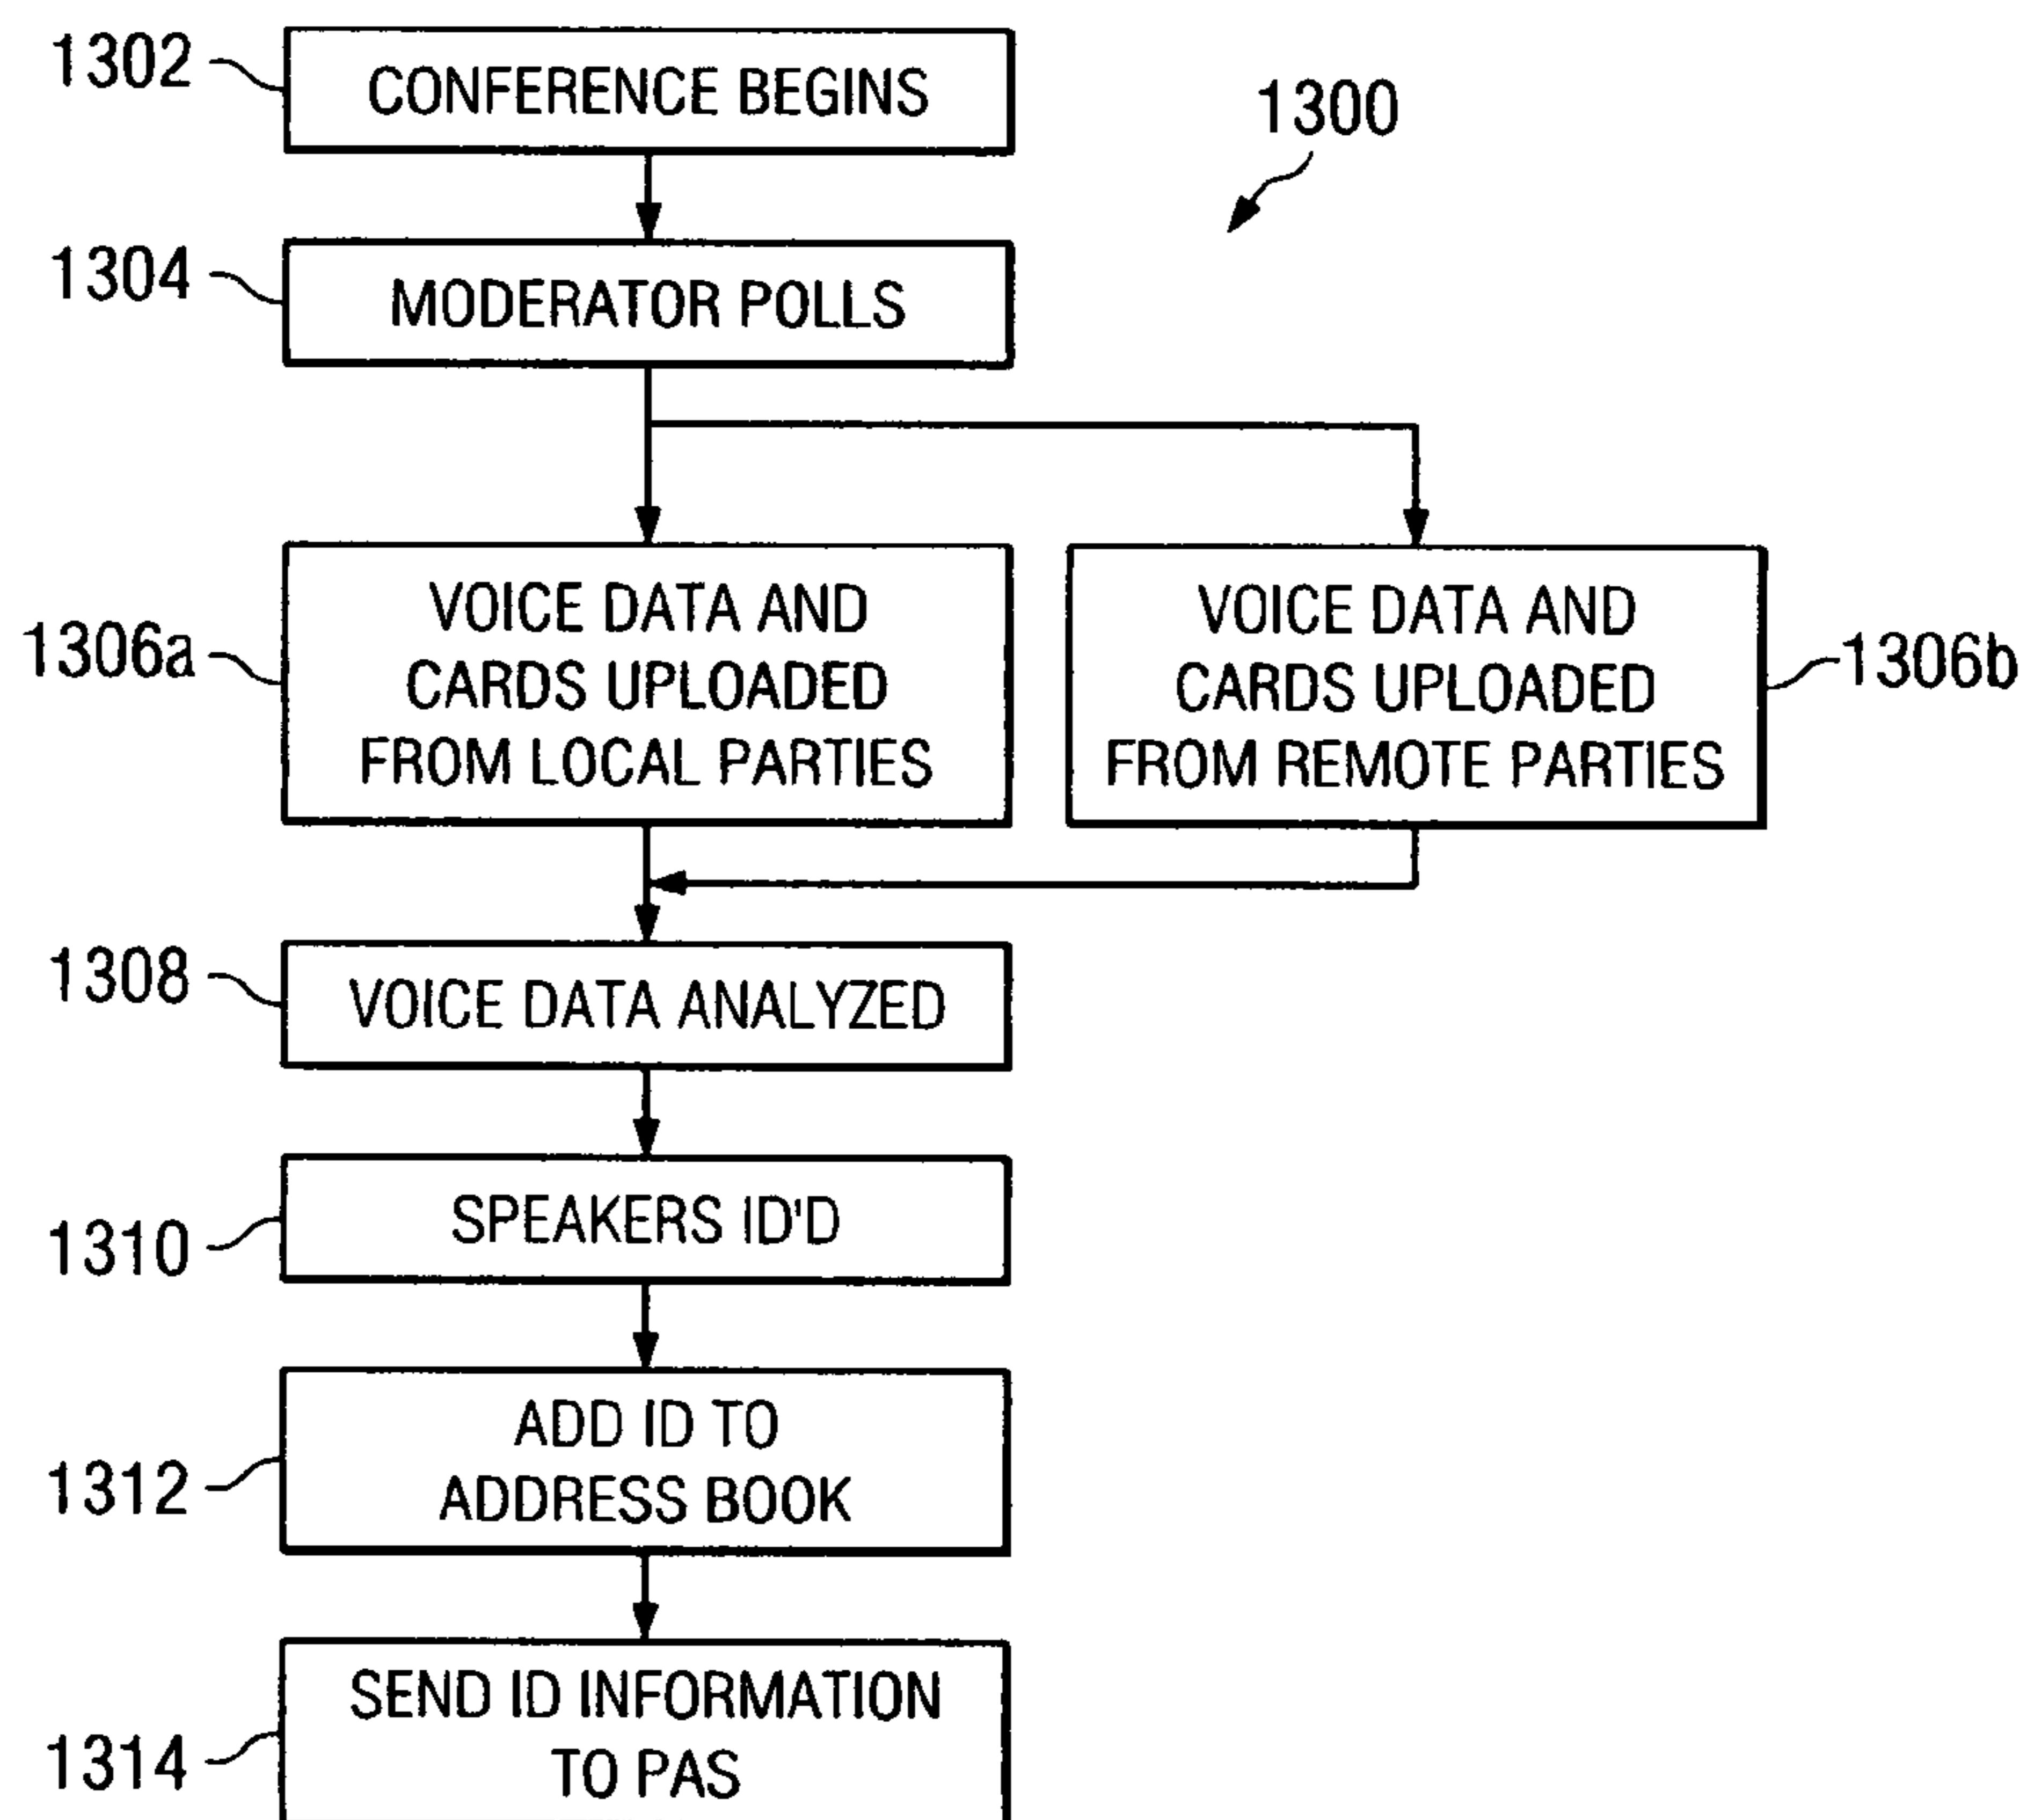 1302
CONFERENCE BEGINS
1300
1304
MODERATOR POLLS
1306a
VOICE DATA AND
CARDS UPLOADED
FROM LOCAL PARTIES
VOICE DATA AND
CARDS UPLOADED
FROM REMOTE PARTIES
1306b
1308
VOICE DATA ANALYZED
1310
SPEAKERS ID'D
1312
ADD ID TO
ADDRESS BOOK
1314
SEND ID INFORMATION
TO PAS